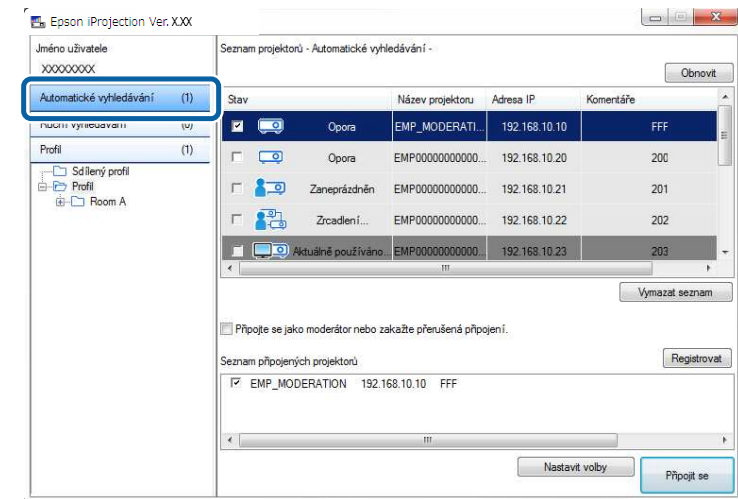 Epson iProjection Ver. X.XX
Jméno uživatele
XXXXXXXX
Automatické vyhledávání (1)
Ruční vyhledávání (0)
Profil (1)
Sdílený profil
Profil
Room A
Seznam projektorů - Automatické vyhledávání -
Obnovit
Stav Název projektoru Adresa IP Komentáře
Opora EMP_MODERATI... 192.168.10.10 FFF
Opora EMP00000000000... 192.168.10.20 200
Zaneprázdněn EMP00000000000... 192.168.10.21 201
Zrcadlení... EMP00000000000... 192.168.10.22 202
Aktuálně používáno... EMP00000000000... 192.168.10.23 203
Vymazat seznam
Připojte se jako moderátor nebo zakažte přerušená připojení.
Seznam připojených projektorů
Registrovat
EMP_MODERATION 192.168.10.10 FFF
Nastavit volby
Připojit se